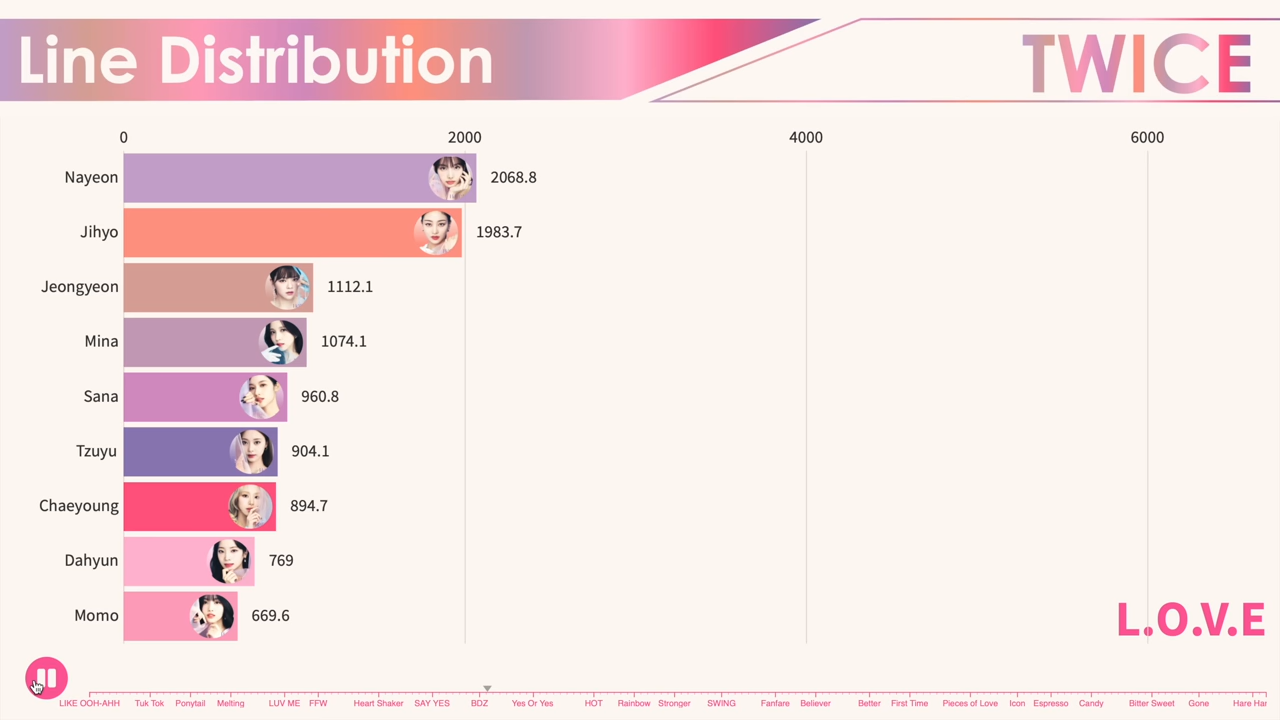 Line Distribution
TWICE
0 2000 4000 6000
Nayeon 2068.8
Jihyo 1983.7
Jeongyeon 1112.1
Mina 1074.1
Sana 960.8
Tzuyu 904.1
Chaeyoung 894.7
Dahyun 769
Momo 669.6
L.O.V.E
LIKE OOH-AHH Tuk Tok Ponytail Melting LUV ME FFW Heart Shaker SAY YES BDZ Yes Or Yes HOT Rainbow Stronger SWING Fanfare Believer Better First Time Pieces of Love Icon Espresso Candy Bitter Sweet Gone Hare Har